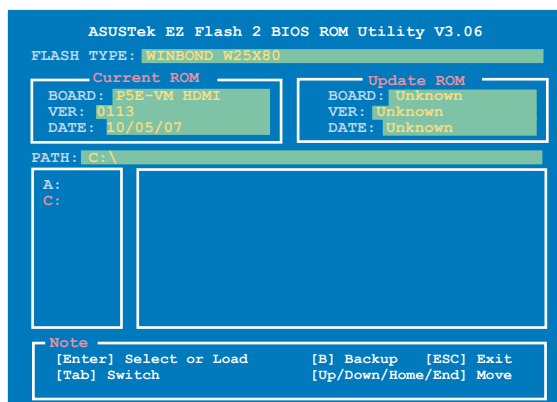 ASUSTek EZ Flash 2 BIOS ROM Utility V3.06
FLASH TYPE: WINBOND W25X80
Current ROM
BOARD: P5E-VM HDMI
VER: 0113
DATE: 10/05/07
Update ROM
BOARD: Unknown
VER: Unknown
DATE: Unknown
PATH: C:\
A:
C:
Note
[Enter] Select or Load [B] Backup [ESC] Exit
[Tab] Switch [Up/Down/Home/End] Move